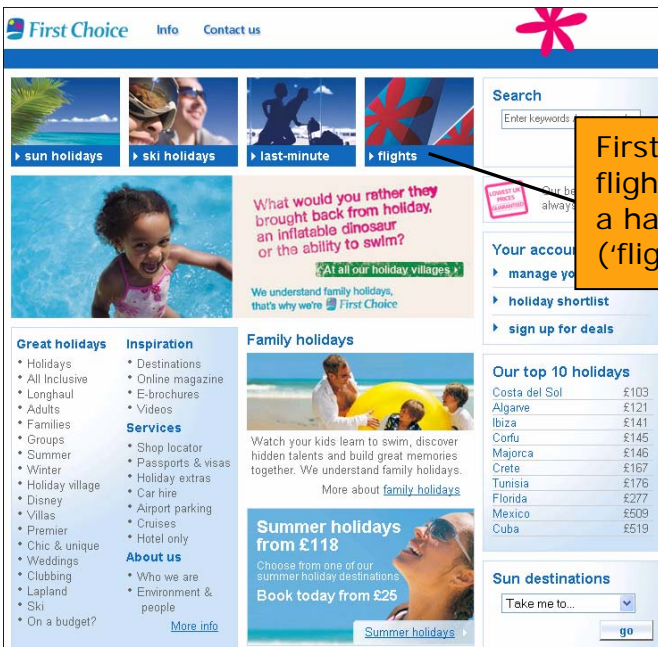 First Choice
Info Contact us
sun holidays
ski holidays
last-minute
flights
What would you rather they
brought back from holiday,
an inflatable dinosaur
or the ability to swim?
At all our holiday villages
We understand family holidays,
that's why we're First Choice
Search
Enter keywords
First
LOWEST UK
PRICES
GUARANTEED
Our be
always
fligh
a ha
('flig
Your accou
manage yo
holiday shortlist
sign up for deals
Great holidays
• Holidays
• All Inclusive
• Longhaul
• Adults
• Families
• Groups
• Summer
• Winter
• Holiday village
• Disney
• Villas
• Premier
• Chic & unique
• Weddings
• Clubbing
• Lapland
• Ski
• On a budget?
Inspiration
• Destinations
• Online magazine
• E-brochures
• Videos
Services
• Shop locator
• Passports & visas
• Holiday extras
• Car hire
• Airport parking
• Cruises
• Hotel only
About us
• Who we are
• Environment &
people
More info
Family holidays
Watch your kids learn to swim, discover
hidden talents and build great memories
together. We understand family holidays.
More about family holidays
Summer holidays
from £118
Choose from one of our
summer holiday destinations
Book today from £25
Summer holidays
Our top 10 holidays
Costa del Sol £103
Algarve £121
Ibiza £141
Corfu £145
Majorca £146
Crete £167
Tunisia £176
Florida £277
Mexico £509
Cuba £519
Sun destinations
Take me to...
go